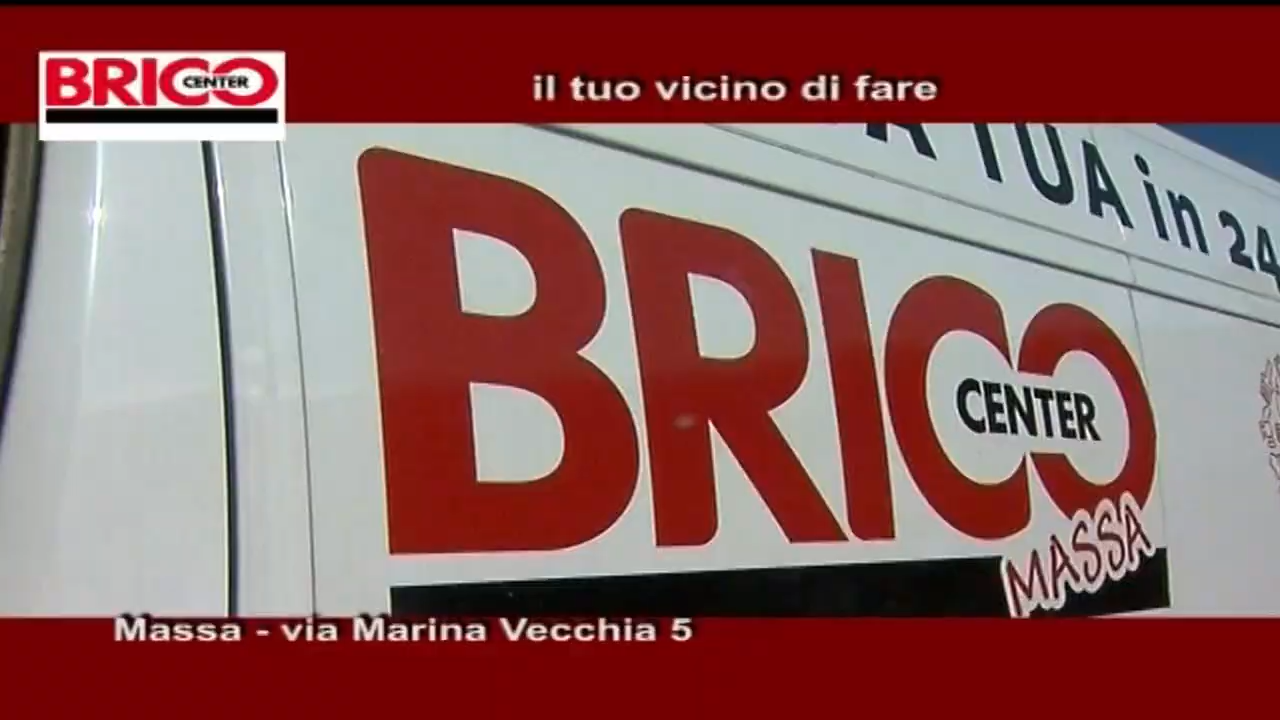 BRICO CENTER
il tuo vicino di fare
TUA in 24
BRICO
CENTER
MASSA
Massa - via Marina Vecchia 5